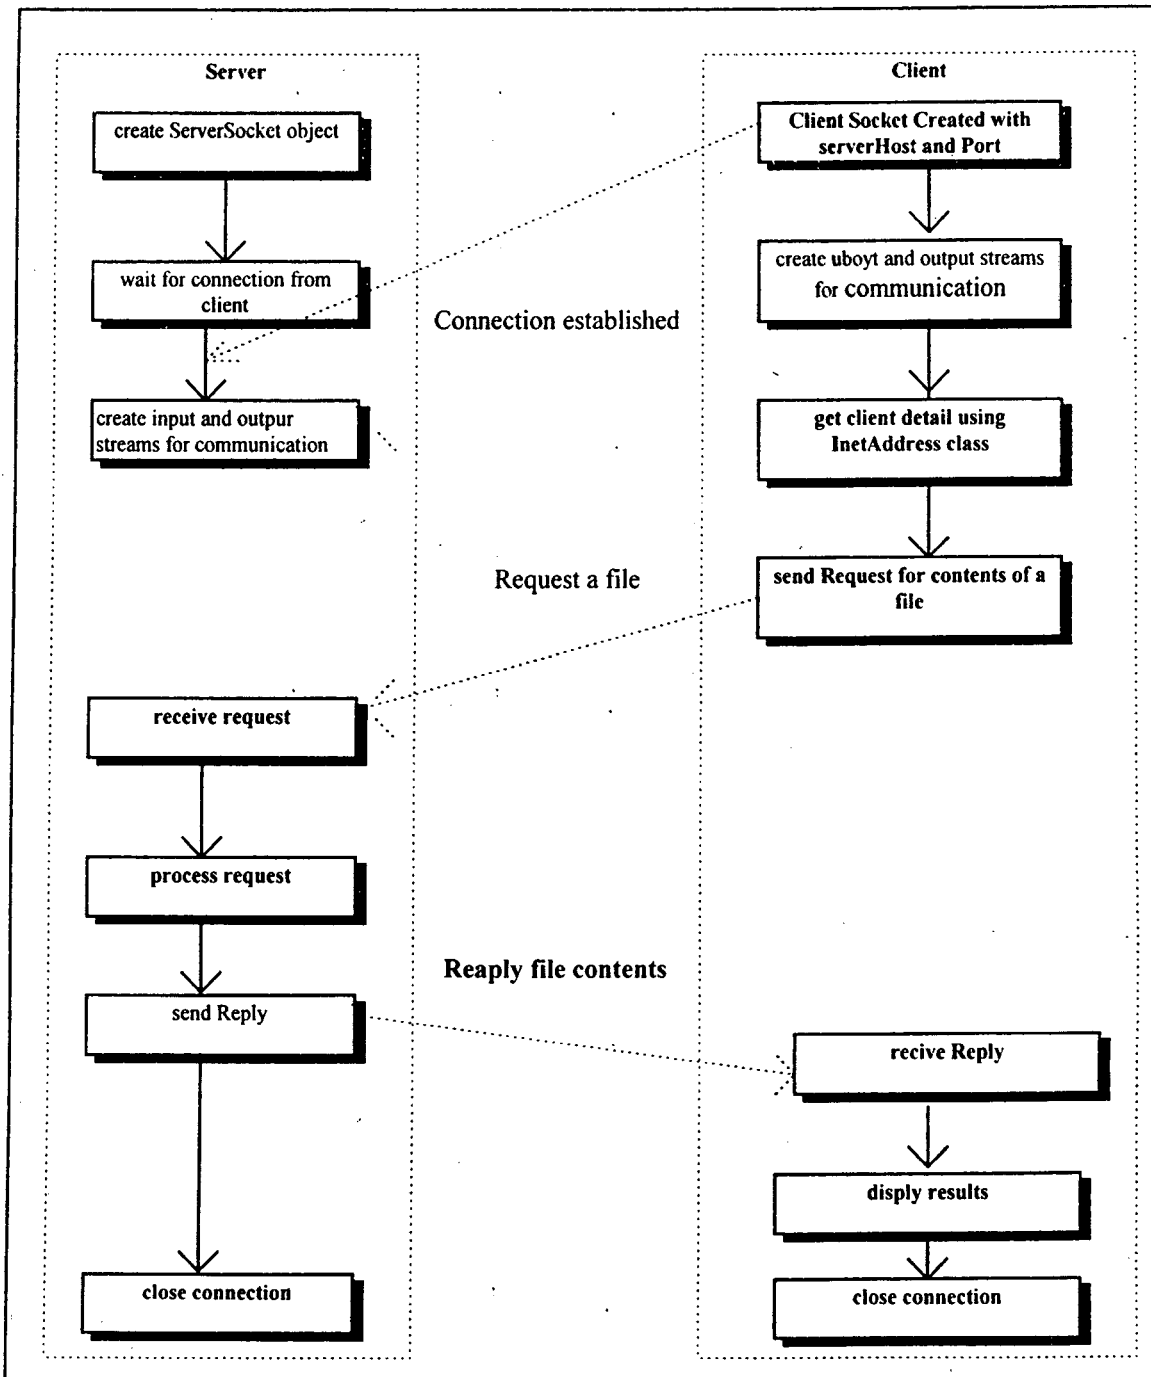 Server
create ServerSocket object
wait for connection from
client
create input and outpur
streams for communication
receive request
process request
send Reply
close connection
Connection established
Request a file
Reaply file contents
Client
Client Socket Created with
serverHost and Port
create uboyt and output streams
for communication
get client detail using
InetAddress class
send Request for contents of a
file
recive Reply
disply results
close connection